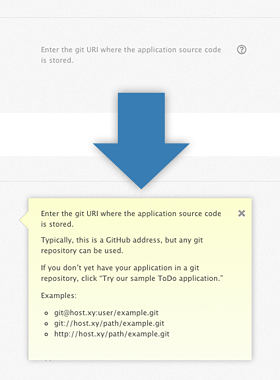 Enter the git URI where the application source code
is stored.
Enter the git URI where the application source code
is stored.
Typically, this is a GitHub address, but any git
repository can be used.
If you don't yet have your application in a git
repository, click “Try our sample ToDo application.”
Examples:
git@host.xy:user/example.git
git://host.xy/path/example.git
http://host.xy/path/example.git